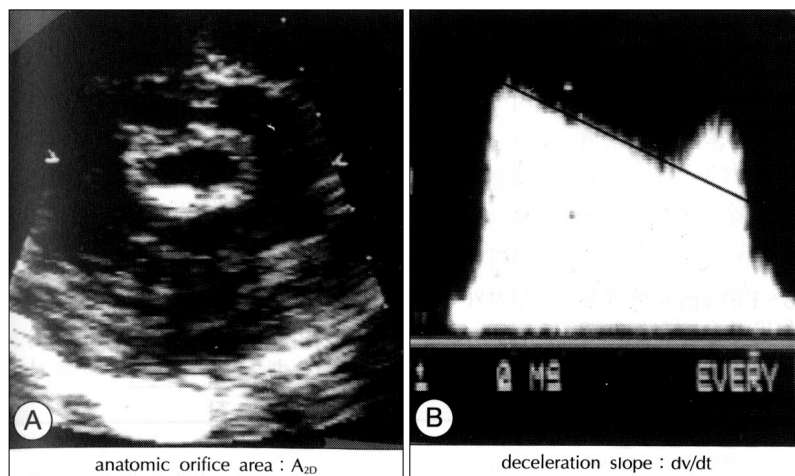 A
anatomic orifice area : A₂D
B
1 0 MS EVERY
deceleration slope : dv/dt